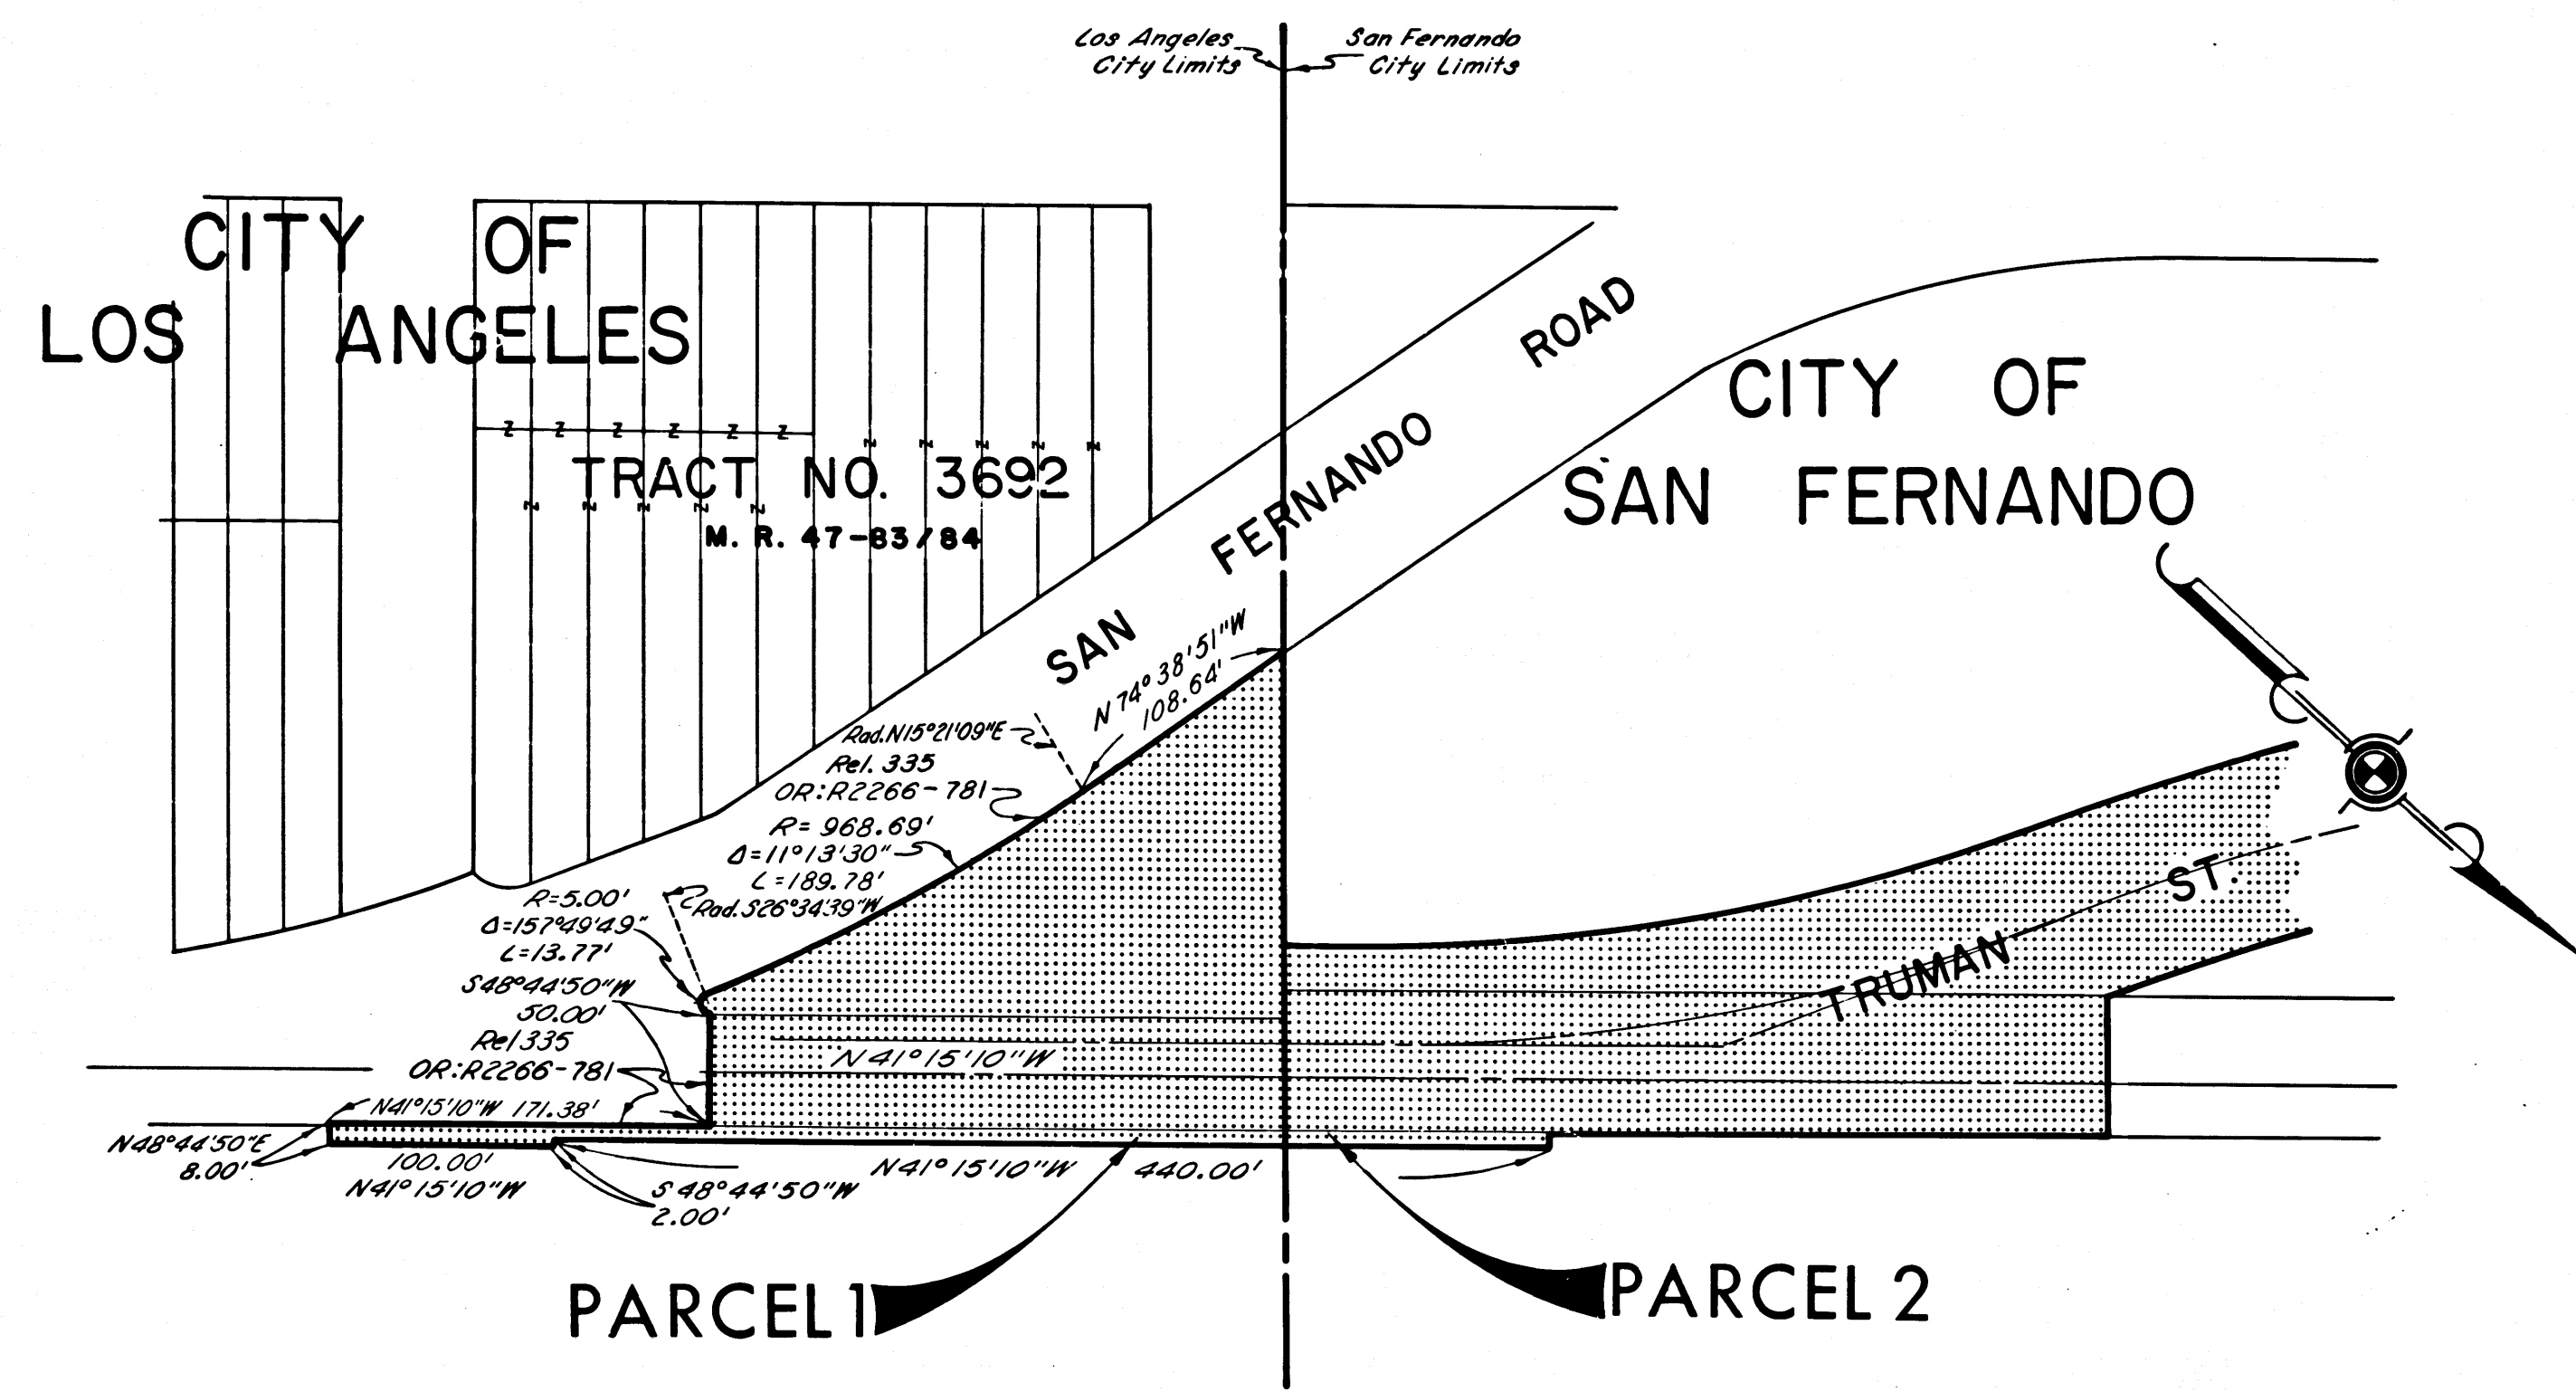 Los Angeles
City Limits
San Fernando
City Limits
CITY OF
LOS ANGELES
TRACT NO. 3692
M. R. 47-83/84
SAN FERNANDO ROAD
CITY OF
SAN FERNANDO
N 74° 38' 51" W
108.64'
Rad. N15°21'09"E
Rel. 335
OR:R2266-781
R= 968.69'
Δ=11°13'30"
L=189.78'
Rad. S26°34'39"W
R=5.00'
Δ=157°49'49"
L=13.77'
S48°44'50"W
50.00'
Rel 335
OR:R2266-781
N41°15'10"W 171.38'
N48°44'50"E
8.00'
100.00'
N41°15'10"W
S 48°44'50"W
2.00'
N41°15'10"W 440.00'
N41°15'10"W
TRUMAN ST.
PARCEL 1
PARCEL 2